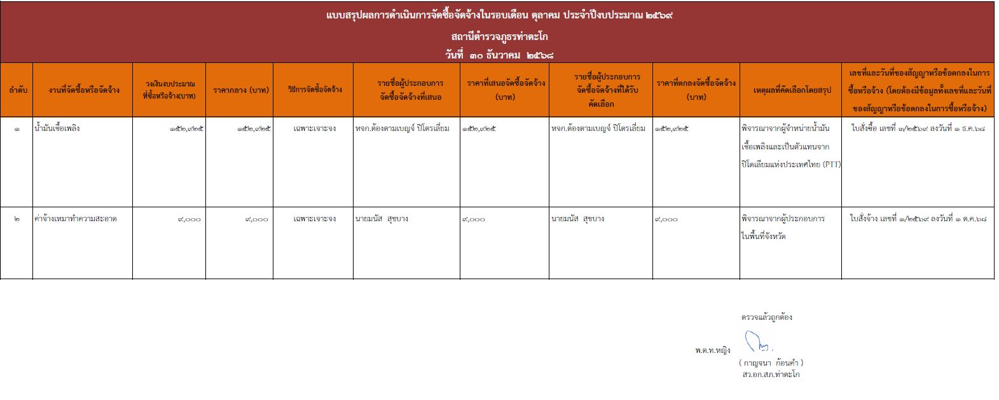 แบบสรุปผลการดำเนินการจัดซื้อจัดจ้างในรอบเดือน ตุลาคม ประจำปีงบประมาณ ๒๕๖๙
สถานีตำรวจภูธรท่าตะโก
วันที่ ๓๐ ธันวาคม ๒๕๖๘
ลำดับ
งานที่จัดซื้อหรือจัดจ้าง
วงเงินงบประมาณ
ที่ซื้อหรือจ้าง(บาท)
ราคากลาง (บาท)
วิธีการจัดซื้อจัดจ้าง
รายชื่อผู้ประกอบการ
จัดซื้อจัดจ้างที่เสนอ
ราคาที่เสนอจัดซื้อจัดจ้าง
(บาท)
รายชื่อผู้ประกอบการ
จัดซื้อจัดจ้างที่ได้รับ
คัดเลือก
ราคาที่ตกลงจัดซื้อจัดจ้าง
(บาท)
เหตุผลที่คัดเลือกโดยสรุป
เลขที่และวันที่ของสัญญาหรือข้อตกลงในการ
ซื้อหรือจ้าง (โดยต้องมีข้อมูลทั้งเลขที่และวันที่
ของสัญญาหรือข้อตกลงในการซื้อหรือจ้าง)
๑ น้ำมันเชื้อเพลิง ๑๕๒,๙๒๕ ๑๕๒,๙๒๕ เฉพาะเจาะจง หจก.ต้องตามเบญจ์ ปิโตรเลี่ยม ๑๕๒,๙๒๕ หจก.ต้องตามเบญจ์ ปิโตรเลี่ยม ๑๕๒,๙๒๕ พิจารณาจากผู้จำหน่ายน้ำมัน ใบสั่งซื้อ เลขที่ ๓/๒๕๖๙ ลงวันที่ ๑ ธ.ค.๖๘
เชื้อเพลิงและเป็นตัวแทนจาก
ปิโตเลียมแห่งประเทศไทย (PTT)
๒ ค่าจ้างเหมาทำความสะอาด ๙,๐๐๐ ๙,๐๐๐ เฉพาะเจาะจง นายมนัส สุขบาง ๙,๐๐๐ นายมนัส สุขบาง ๙,๐๐๐ พิจารณาจากผู้ประกอบการ ใบสั่งจ้าง เลขที่ ๑/๒๕๖๙ ลงวันที่ ๑ ต.ค.๖๘
ในพื้นที่จังหวัด
ตรวจแล้วถูกต้อง
พ.ต.ท.หญิง
( กาญจนา ก้อนคำ )
สว.อก.สภ.ท่าตะโก